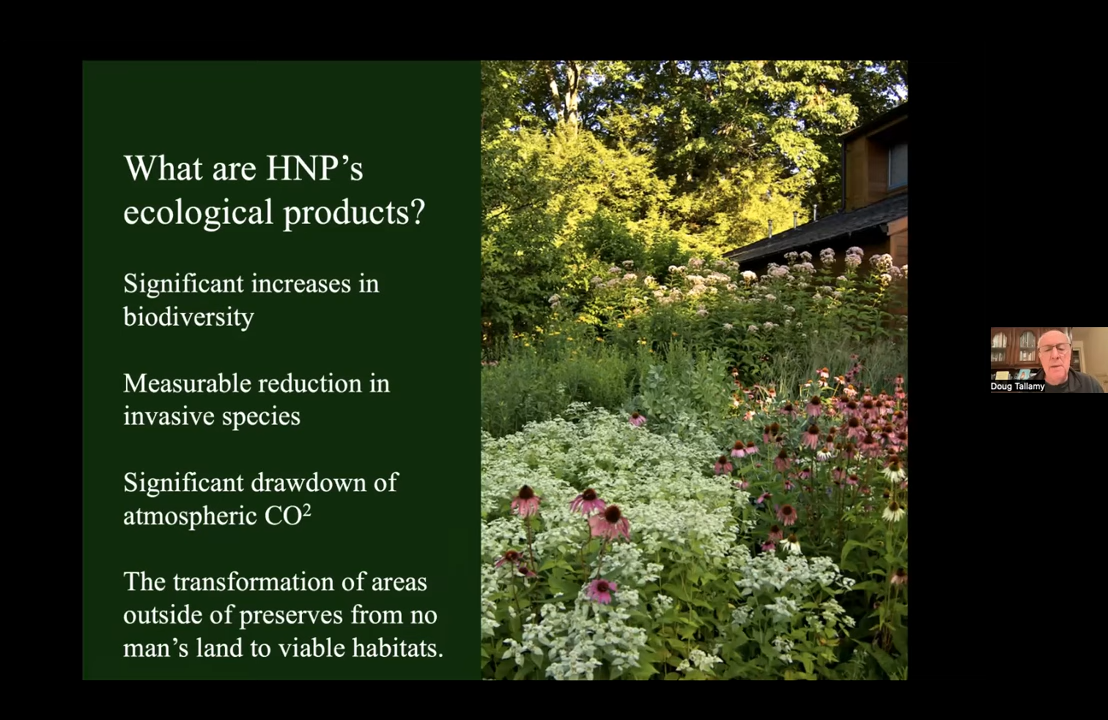 What are HNP’s
ecological products?
Significant increases in
biodiversity
Measurable reduction in
invasive species
Significant drawdown of
atmospheric CO²
The transformation of areas
outside of preserves from no
man’s land to viable habitats.
Doug Tallamy